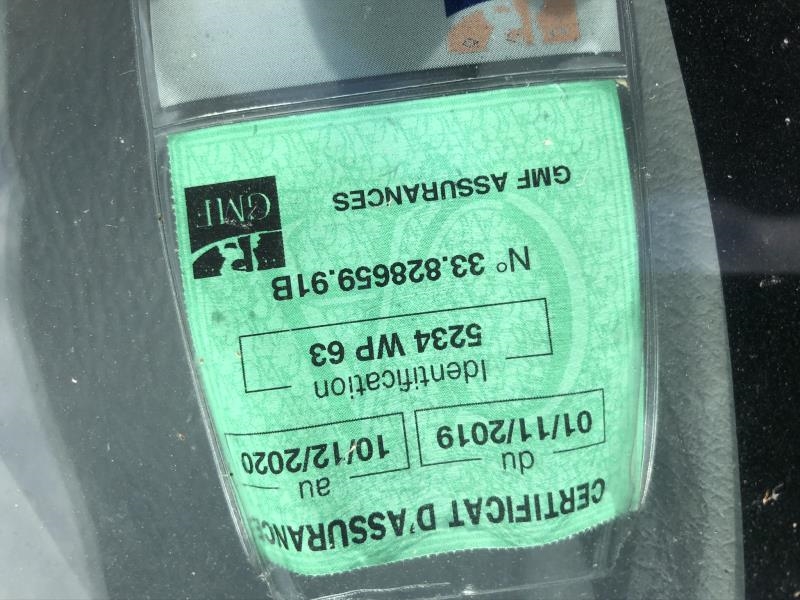 CERTIFICAT D'ASSURANCE
du au
01/11/2019 10/12/2020
Identification
5234 WP 63
N° 33.828659.91B
GMF ASSURANCES
GMF